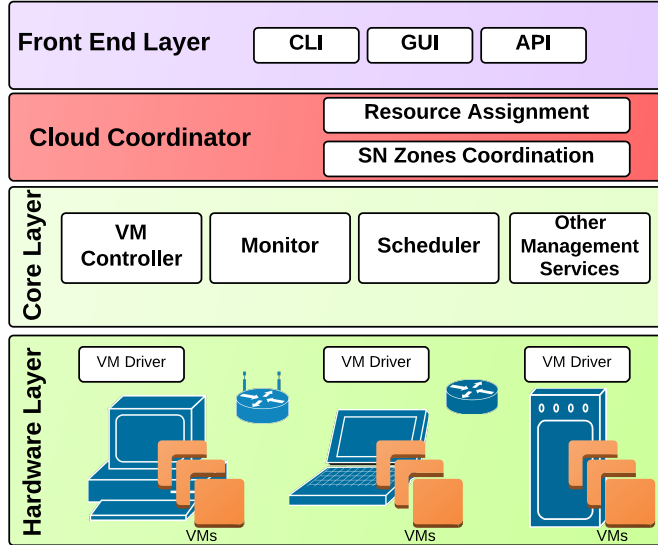 Front End Layer
CLI
GUI
API
Cloud Coordinator
Resource Assignment
SN Zones Coordination
Core Layer
VM
Controller
Monitor
Scheduler
Other
Management
Services
Hardware Layer
VM Driver
VM Driver
VM Driver
VMs
VMs
VMs